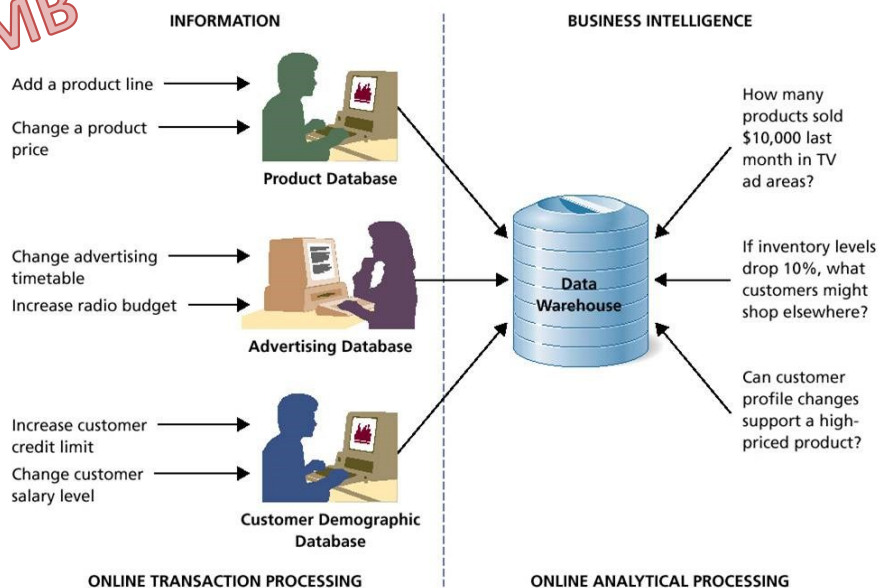 MB
INFORMATION
BUSINESS INTELLIGENCE
Add a product line
Change a product
price
Product Database
Change advertising
timetable
Increase radio budget
Advertising Database
Increase customer
credit limit
Change customer
salary level
Customer Demographic
Database
Data
Warehouse
How many
products sold
$10,000 last
month in TV
ad areas?
If inventory levels
drop 10%, what
customers might
shop elsewhere?
Can customer
profile changes
support a high-
priced product?
ONLINE TRANSACTION PROCESSING
ONLINE ANALYTICAL PROCESSING